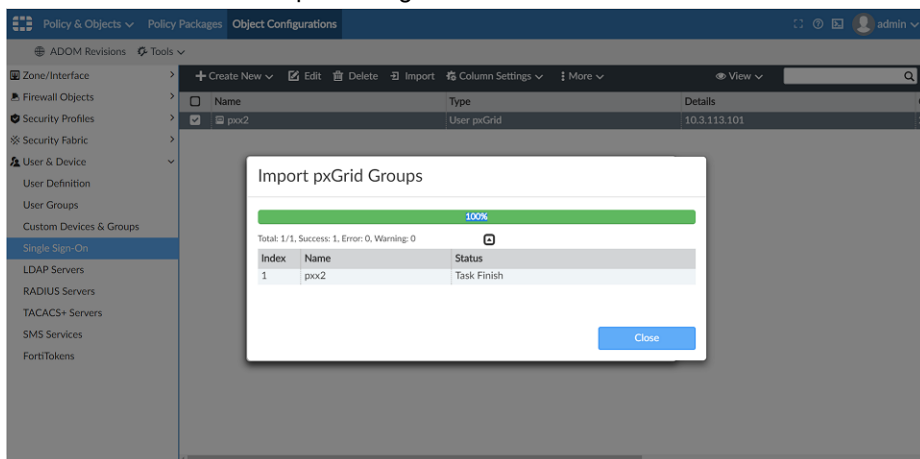 Policy & Objects Policy Packages Object Configurations admin
ADOM Revisions Tools
Zone/Interface
Firewall Objects
Security Profiles
Security Fabric
User & Device
User Definition
User Groups
Custom Devices & Groups
Single Sign-On
LDAP Servers
RADIUS Servers
TACACS+ Servers
SMS Services
FortiTokens
Create New Edit Delete Import Column Settings More View
Name Type Details
pxx2 User pxGrid 10.3.113.101
Import pxGrid Groups
100%
Total: 1/1, Success: 1, Error: 0, Warning: 0
Index Name Status
1 pxx2 Task Finish
Close